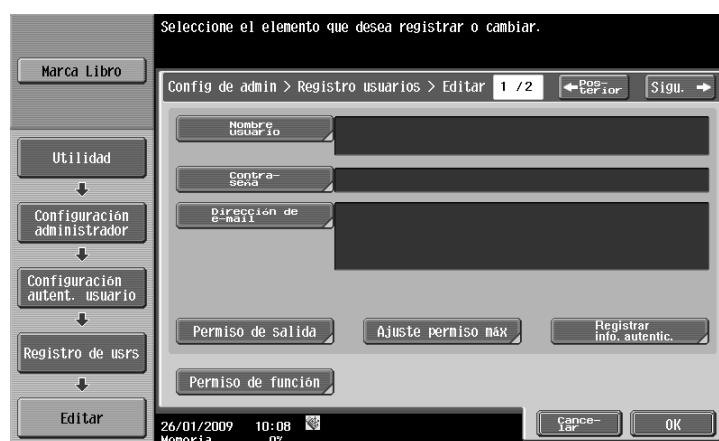 Seleccione el elemento que desea registrar o cambiar.
Marca Libro
Config de admin > Registro usuarios > Editar 1 /2 ←Pos-terior Sigu. →
Nombre
usuario
Utilidad
Contra-
seña
Configuración
administrador
Dirección de
e-mail
Configuración
autent. usuario
Permiso de salida
Ajuste permiso máx
Registrar
info. autentic.
Registro de usrs
Permiso de función
Editar
26/01/2009 10:08
Memoria 0%
Cance-
lar
OK